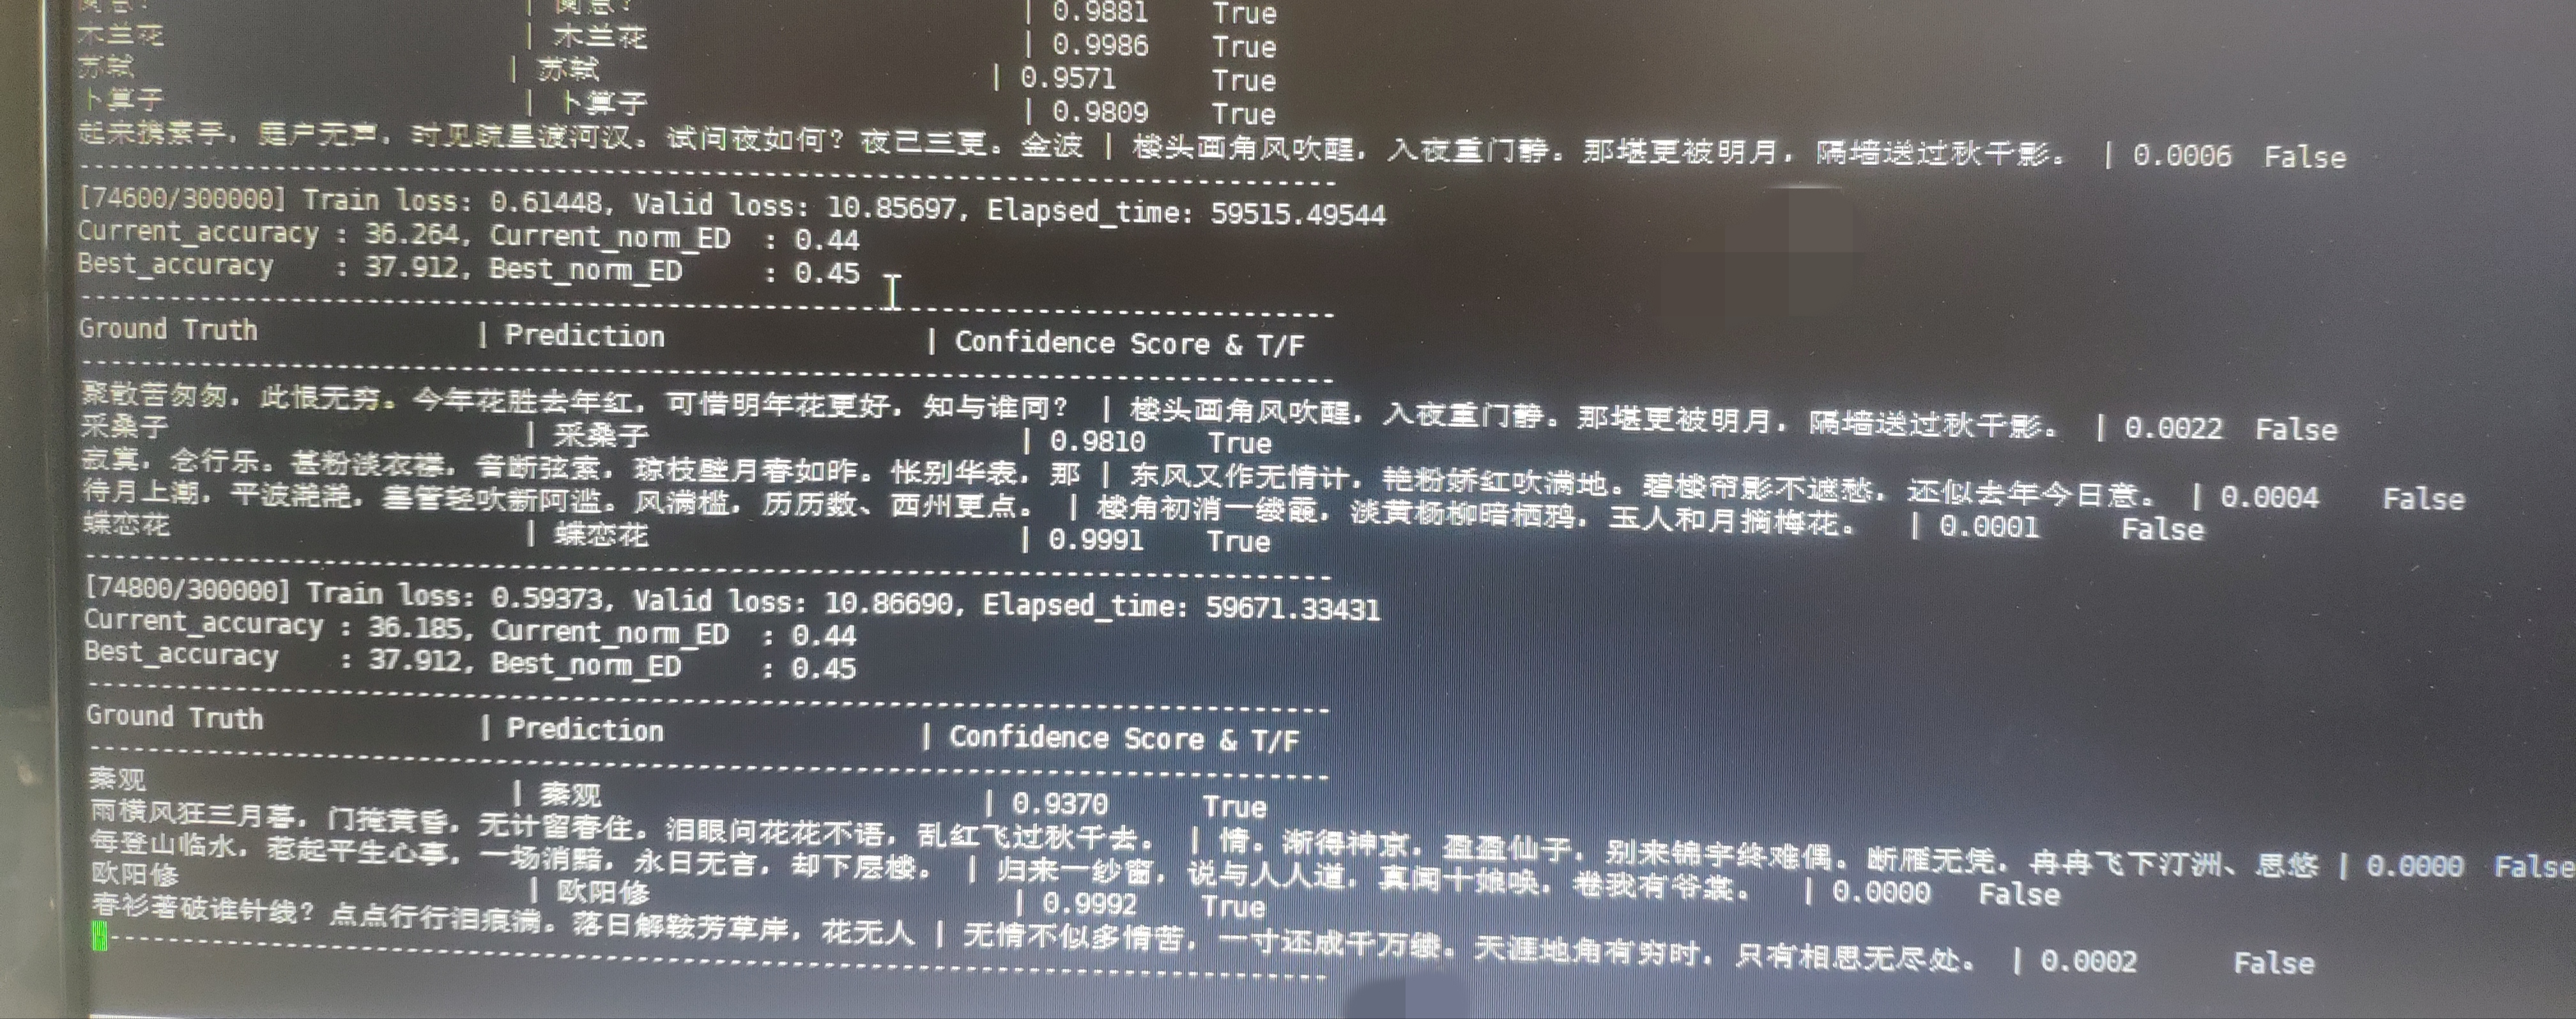 | 0.9881 True
木兰花 | 木兰花 | 0.9986 True
苏轼 | 苏轼 | 0.9571 True
卜算子 | 卜算子 | 0.9809 True
起来携素手，庭户无声，时见疏星渡河汉。试问夜如何？夜已三更。金波 | 楼头画角风吹醒，入夜重门静。那堪更被明月，隔墙送过秋千影。 | 0.0006 False
--------------------------------------------------------------------------------
[74600/300000] Train loss: 0.61448, Valid loss: 10.85697, Elapsed_time: 59515.49544
Current_accuracy : 36.264, Current_norm_ED : 0.44
Best_accuracy : 37.912, Best_norm_ED : 0.45
--------------------------------------------------------------------------------
Ground Truth | Prediction | Confidence Score & T/F
--------------------------------------------------------------------------------
聚散苦匆匆，此恨无穷。今年花胜去年红，可惜明年花更好，知与谁同？ | 楼头画角风吹醒，入夜重门静。那堪更被明月，隔墙送过秋千影。 | 0.0022 False
采桑子 | 采桑子 | 0.9810 True
寂寞，念行乐。甚粉淡衣襟，音断弦索，琼枝璧月春如昨。怅别华表，那 | 东风又作无情计，艳粉娇红吹满地。碧楼帘影不遮愁，还似去年今日意。 | 0.0004 False
待月上潮，平波滟滟，塞管轻吹新阿滥。风满槛，历历数、西州更点。 | 楼角初消一缕霞，淡黄杨柳暗栖鸦，玉人和月摘梅花。 | 0.0001 False
蝶恋花 | 蝶恋花 | 0.9991 True
--------------------------------------------------------------------------------
[74800/300000] Train loss: 0.59373, Valid loss: 10.86690, Elapsed_time: 59671.33431
Current_accuracy : 36.185, Current_norm_ED : 0.44
Best_accuracy : 37.912, Best_norm_ED : 0.45
--------------------------------------------------------------------------------
Ground Truth | Prediction | Confidence Score & T/F
--------------------------------------------------------------------------------
秦观 | 秦观 | 0.9370 True
雨横风狂三月暮，门掩黄昏，无计留春住。泪眼问花花不语，乱红飞过秋千去。 | 情。渐得神京，盈盈仙子，别来锦字终难偶。断雁无凭，冉冉飞下汀洲、思悠 | 0.0000 False
每登山临水，惹起平生心事，一场消黯，永日无言，却下层楼。 | 归来一纱窗，说与人人道，真闻十娘唤，卷我有爷裳。 | 0.0000 False
欧阳修 | 欧阳修 | 0.9992 True
春衫著破谁针线？点点行行泪痕满。落日解鞍芳草岸，花无人 | 无情不似多情苦，一寸还成千万缕。天涯地角有穷时，只有相思无尽处。 | 0.0002 False
--------------------------------------------------------------------------------